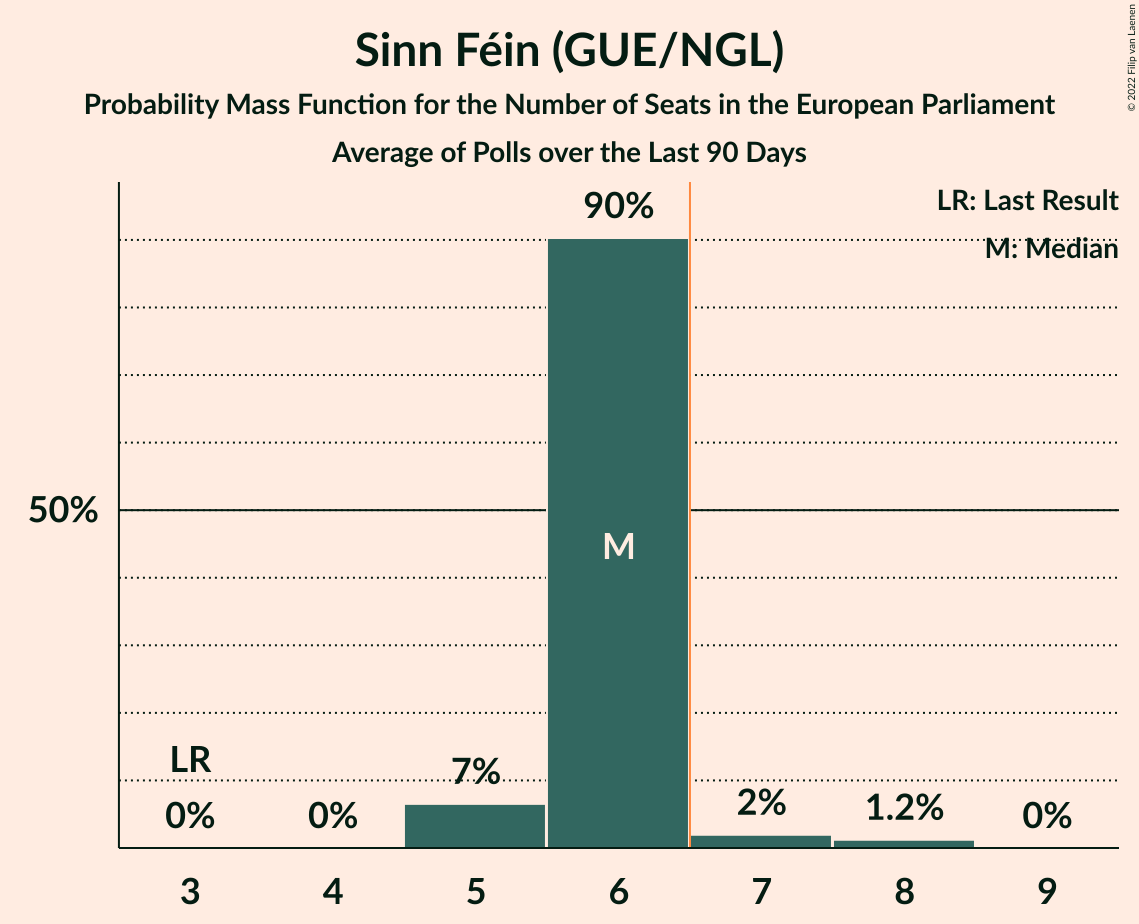 Sinn Féin (GUE/NGL)
Probability Mass Function for the Number of Seats in the European Parliament
Average of Polls over the Last 90 Days
© 2022 Filip van Laenen
LR: Last Result
M: Median
90%
50%
M
LR
7%
0%
0%
2%
1.2%
0%
3 4 5 6 7 8 9